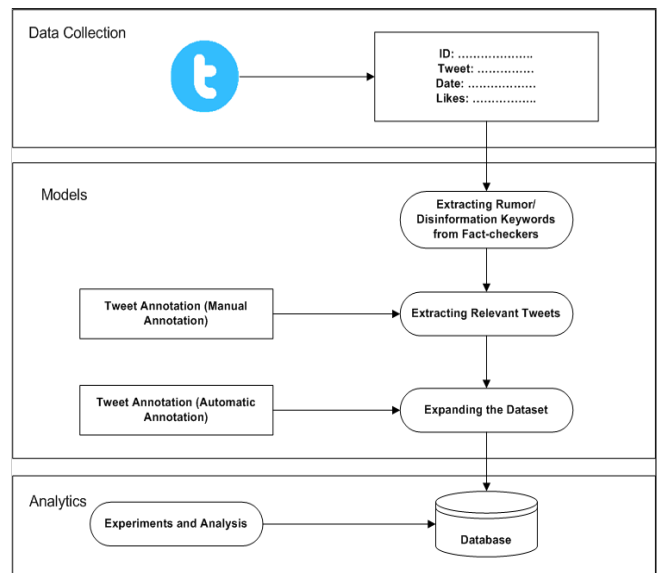 Data Collection
ID: ………………..
Tweet: ……………
Date: ………………
Likes: ……………..
Models
Extracting Rumor/
Disinformation Keywords
from Fact-checkers
Tweet Annotation (Manual
Annotation)
Extracting Relevant Tweets
Tweet Annotation (Automatic
Annotation)
Expanding the Dataset
Analytics
Experiments and Analysis
Database